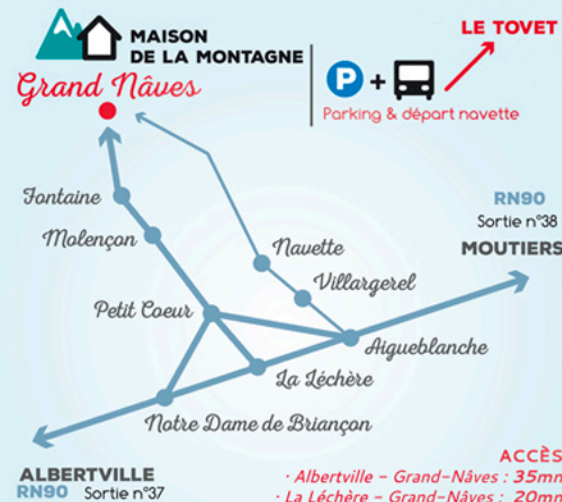 MAISON
DE LA MONTAGNE
Grand Nâves
LE TOVET
P +
Parking & départ navette
Fontaine
Molençon
RN90
Sortie n°38
MOUTIERS
Navette
Villargerel
Petit Coeur
Aigueblanche
La Léchère
Notre Dame de Briançon
ALBERTVILLE
RN90 Sortie n°37
ACCÈS
· Albertville – Grand-Nâves : 35mn
· La Léchère – Grand-Nâves : 20mn